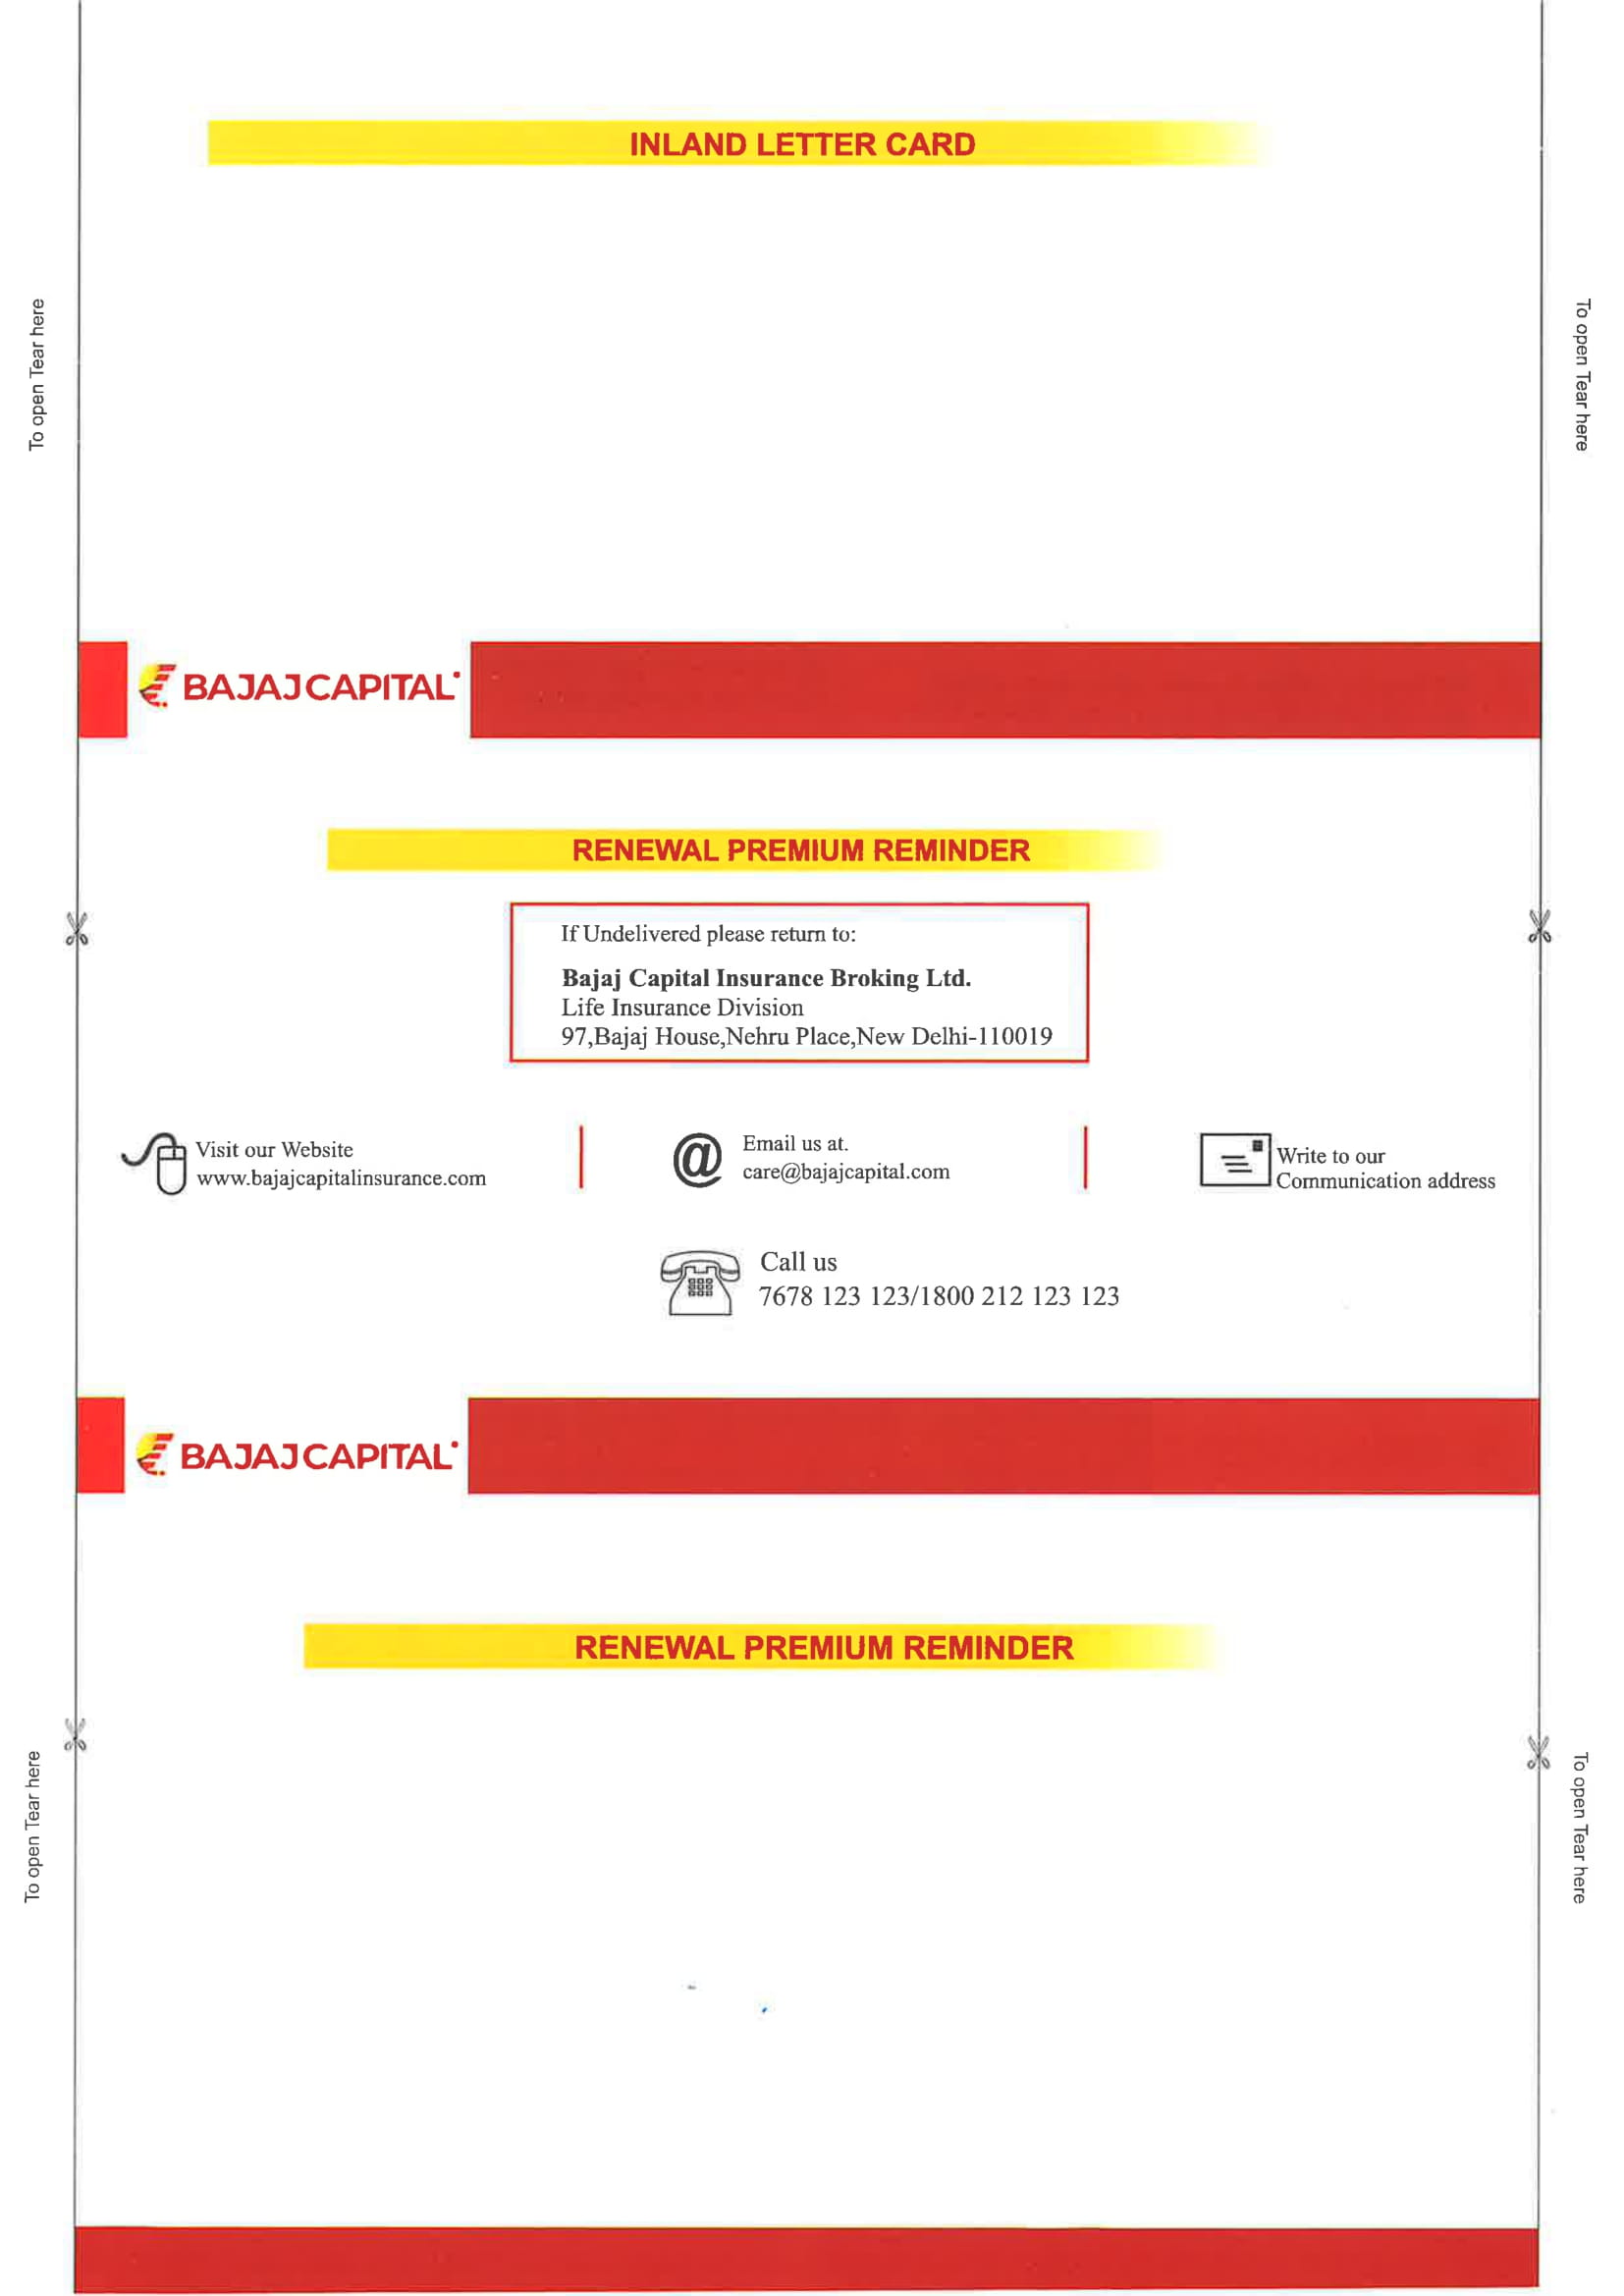 INLAND LETTER CARD
To open Tear here
To open Tear here
BAJAJ CAPITAL
RENEWAL PREMIUM REMINDER
If Undelivered please return to:
Bajaj Capital Insurance Broking Ltd.
Life Insurance Division
97,Bajaj House,Nehru Place,New Delhi-110019
Visit our Website
www.bajajcapitalinsurance.com
Email us at.
care@bajajcapital.com
Write to our
Communication address
Call us
7678 123 123/1800 212 123 123
BAJAJ CAPITAL
RENEWAL PREMIUM REMINDER
To open Tear here
To open Tear here